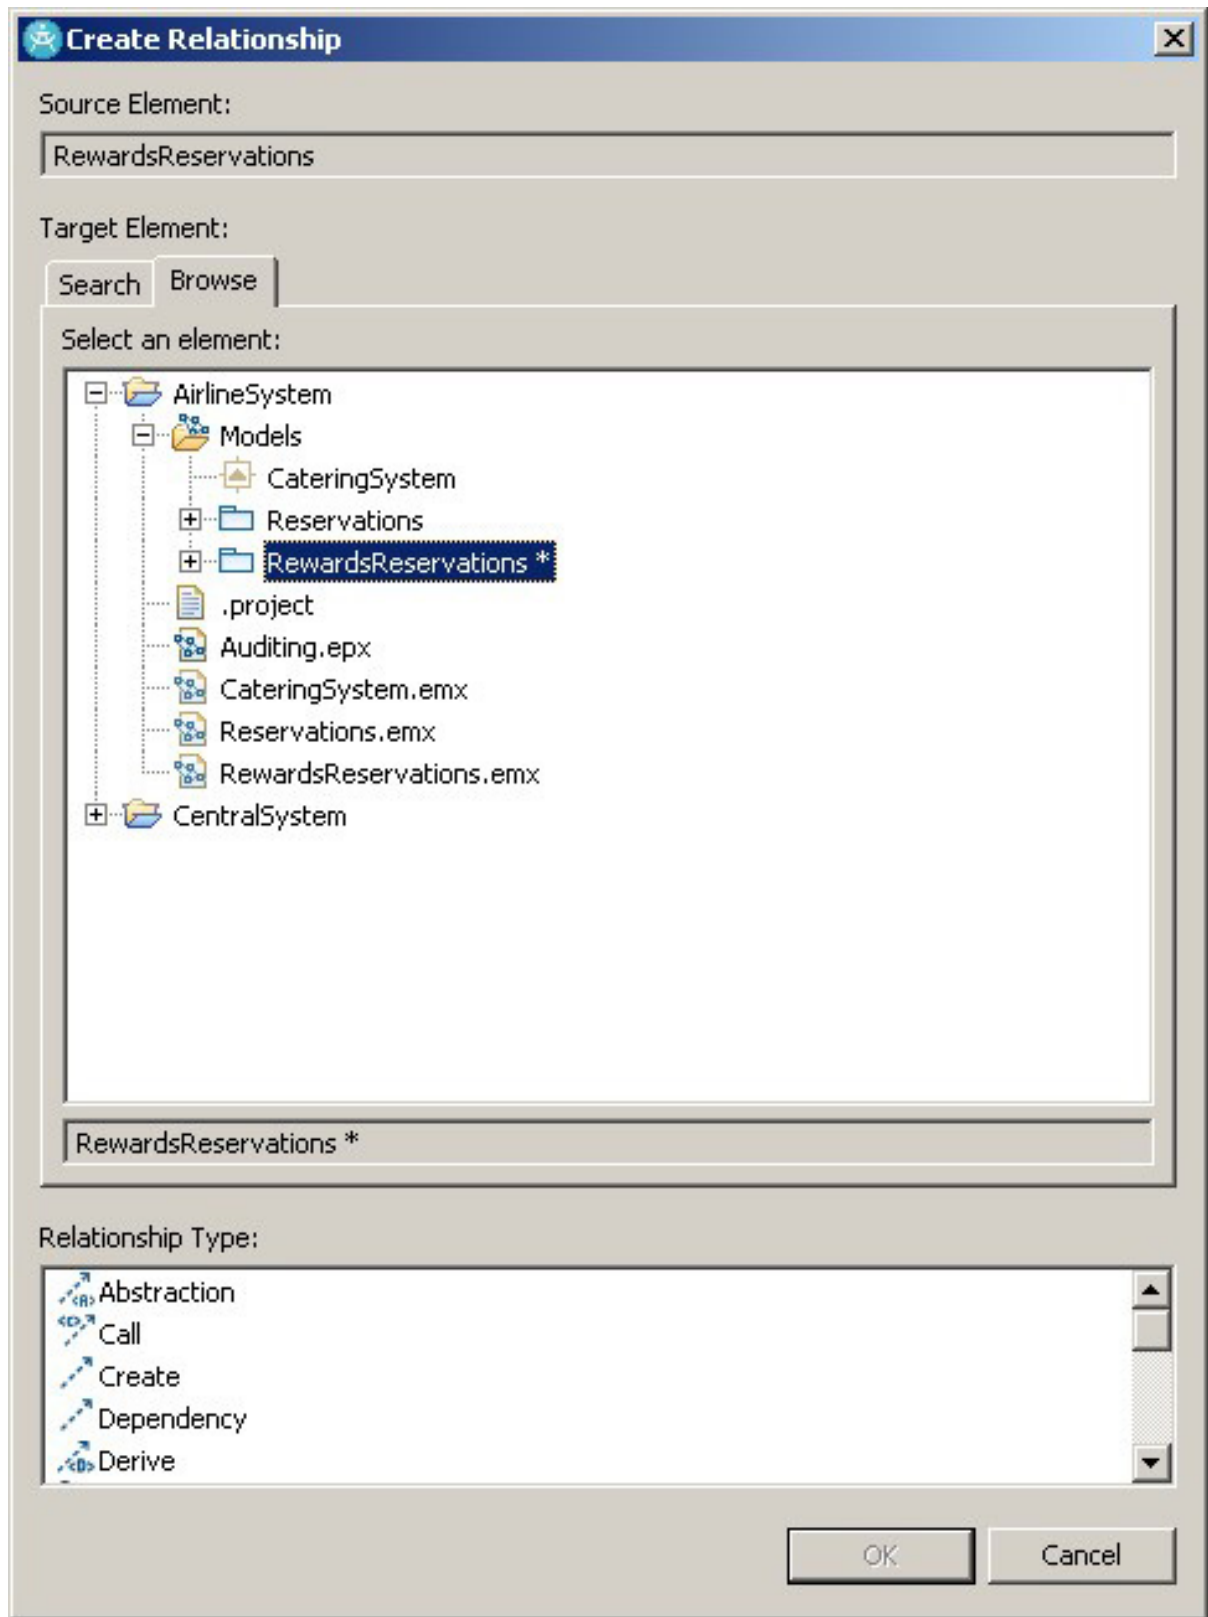 Create Relationship
Source Element:
RewardsReservations
Target Element:
Search Browse
Select an element:
AirlineSystem
Models
CateringSystem
Reservations
RewardsReservations *
.project
Auditing.epx
CateringSystem.emx
Reservations.emx
RewardsReservations.emx
CentralSystem
RewardsReservations *
Relationship Type:
<A> Abstraction
<C> Call
Create
Dependency
<D> Derive
OK Cancel